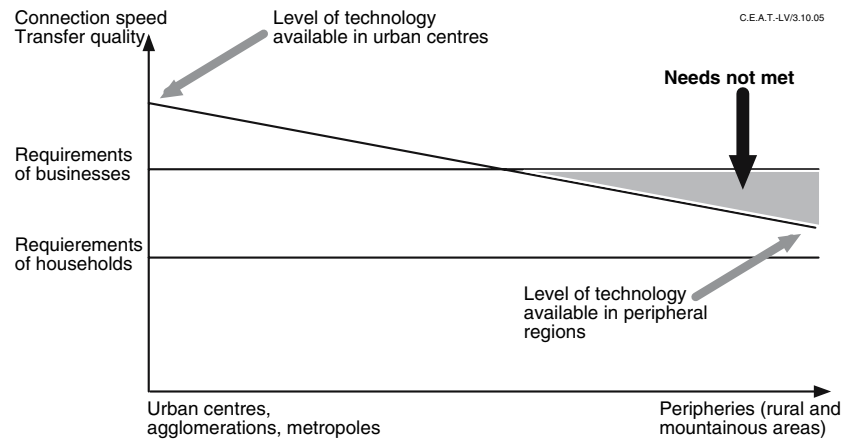 Connection speed
Transfer quality
Level of technology
available in urban centres
C.E.A.T.-LV/3.10.05
Needs not met
Requirements
of businesses
Requierements
of households
Level of technology
available in peripheral
regions
Urban centres,
agglomerations, metropoles
Peripheries (rural and
mountainous areas)